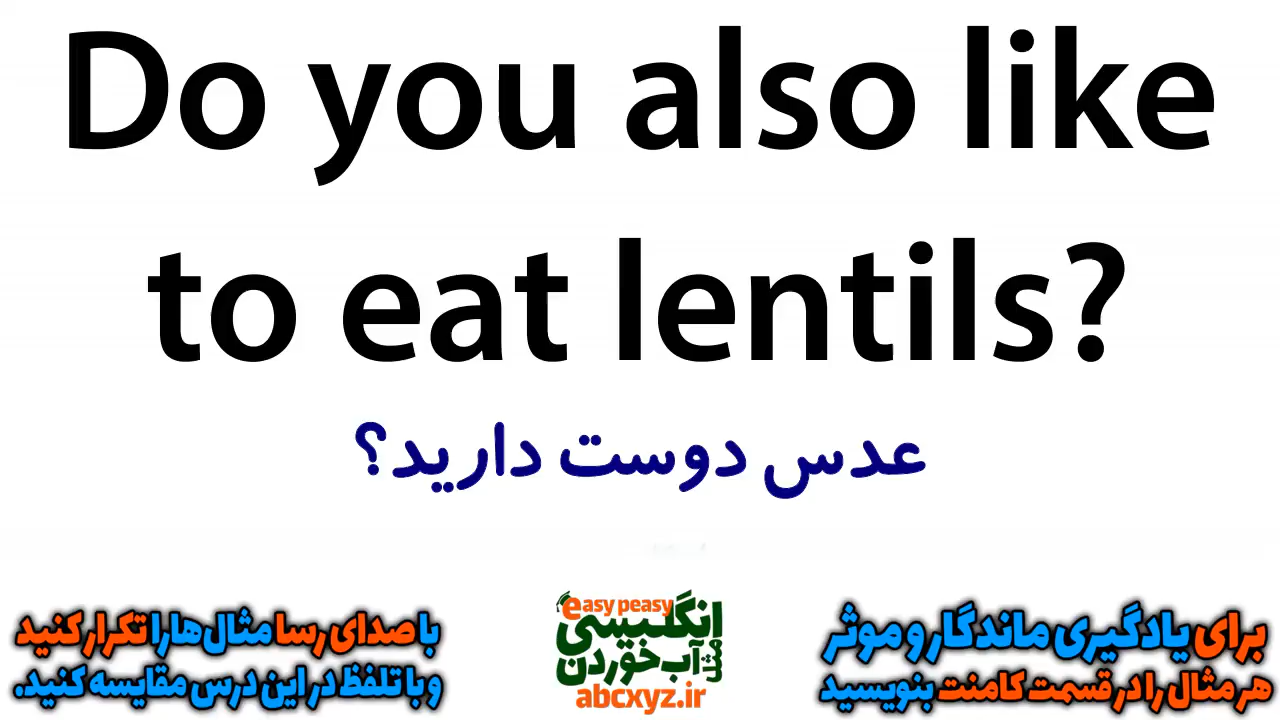 Do you also like
to eat lentils?
عدس دوست دارید؟
برای یادگیری ماندگار و موثر
هر مثال را در قسمت کامنت بنویسید
easy peasy
انگلیسی
مثل آب خوردن
abcxyz.ir
با صدای رسا مثال‌ها را تکرار کنید
و با تلفظ در این درس مقایسه کنید.